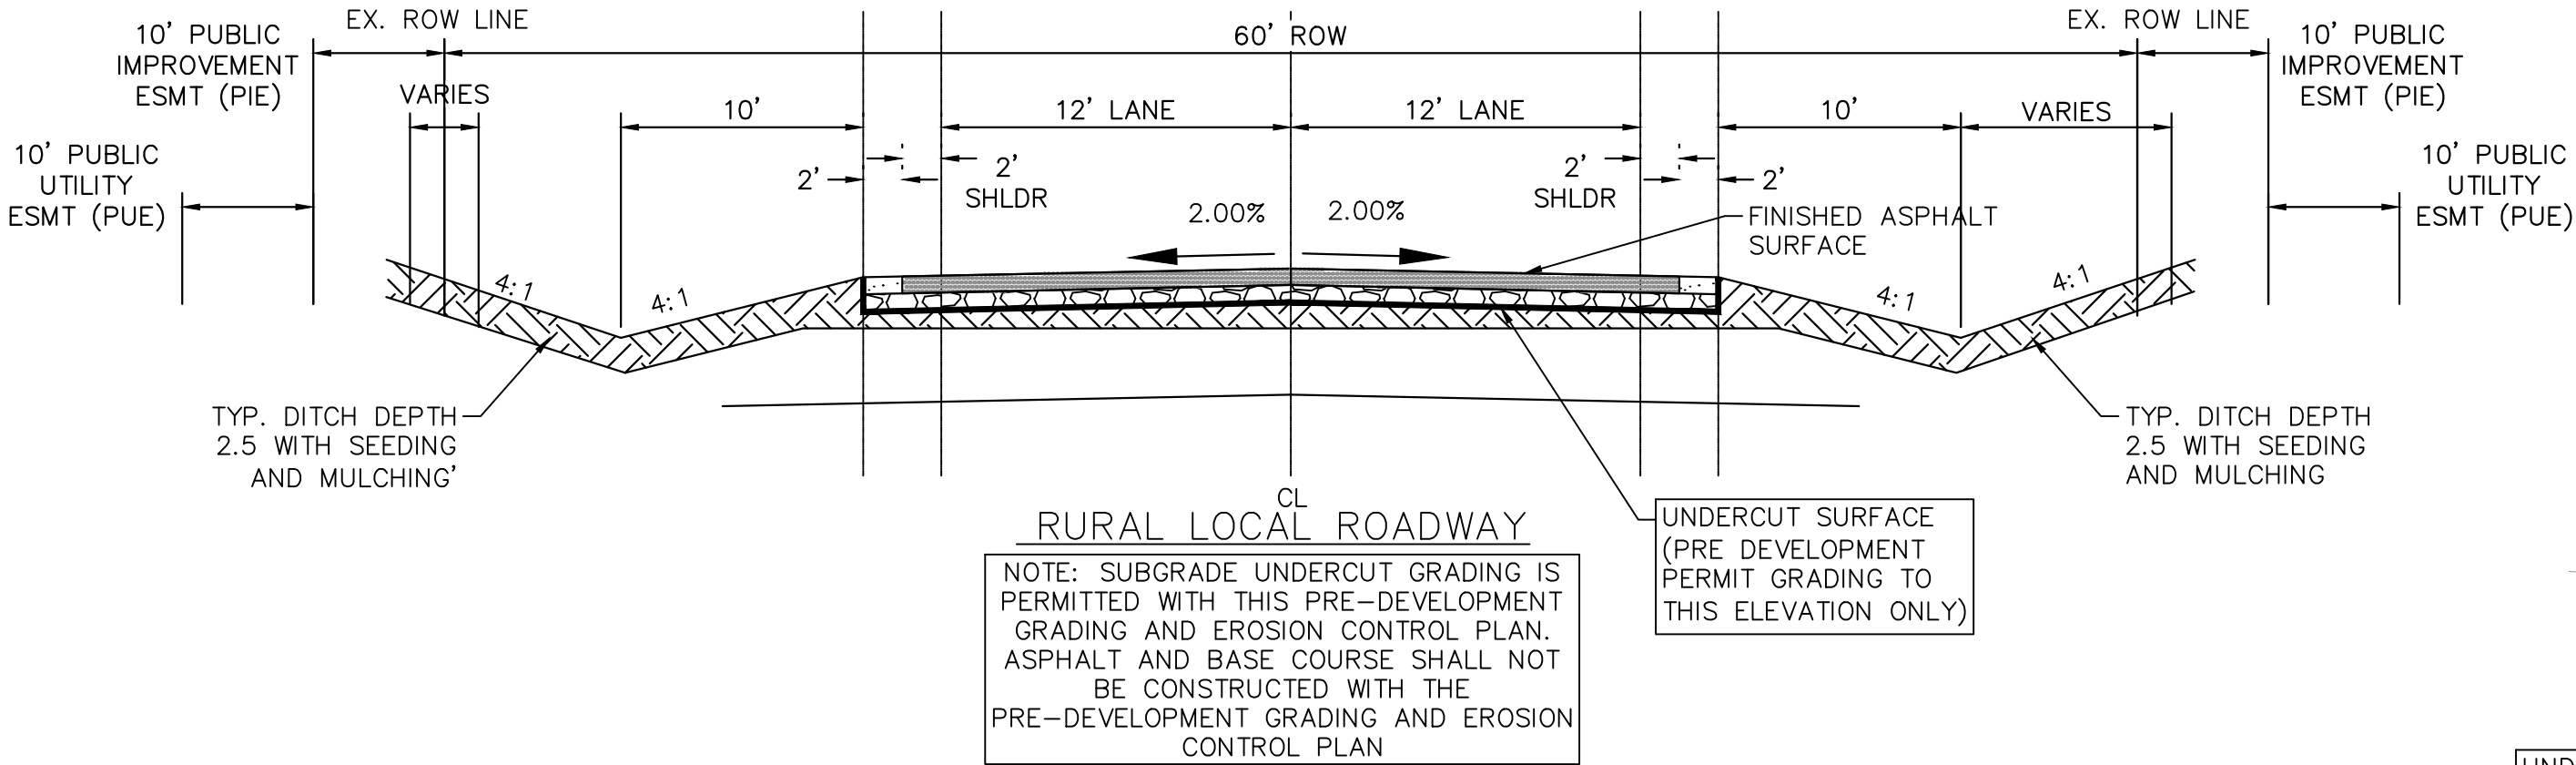 EX. ROW LINE
EX. ROW LINE
10' PUBLIC
IMPROVEMENT
ESMT (PIE)
60' ROW
10' PUBLIC
IMPROVEMENT
ESMT (PIE)
VARIES
10'
12' LANE
12' LANE
10'
VARIES
10' PUBLIC
UTILITY
ESMT (PUE)
2'
2'
SHLDR
2'
SHLDR
2'
10' PUBLIC
UTILITY
ESMT (PUE)
2.00%
2.00%
FINISHED ASPHALT
SURFACE
4:1
4:1
4:1
4:1
TYP. DITCH DEPTH
2.5 WITH SEEDING
AND MULCHING'
TYP. DITCH DEPTH
2.5 WITH SEEDING
AND MULCHING
CL
RURAL LOCAL ROADWAY
NOTE: SUBGRADE UNDERCUT GRADING IS
PERMITTED WITH THIS PRE-DEVELOPMENT
GRADING AND EROSION CONTROL PLAN.
ASPHALT AND BASE COURSE SHALL NOT
BE CONSTRUCTED WITH THE
PRE-DEVELOPMENT GRADING AND EROSION
CONTROL PLAN
UNDERCUT SURFACE
(PRE DEVELOPMENT
PERMIT GRADING TO
THIS ELEVATION ONLY)